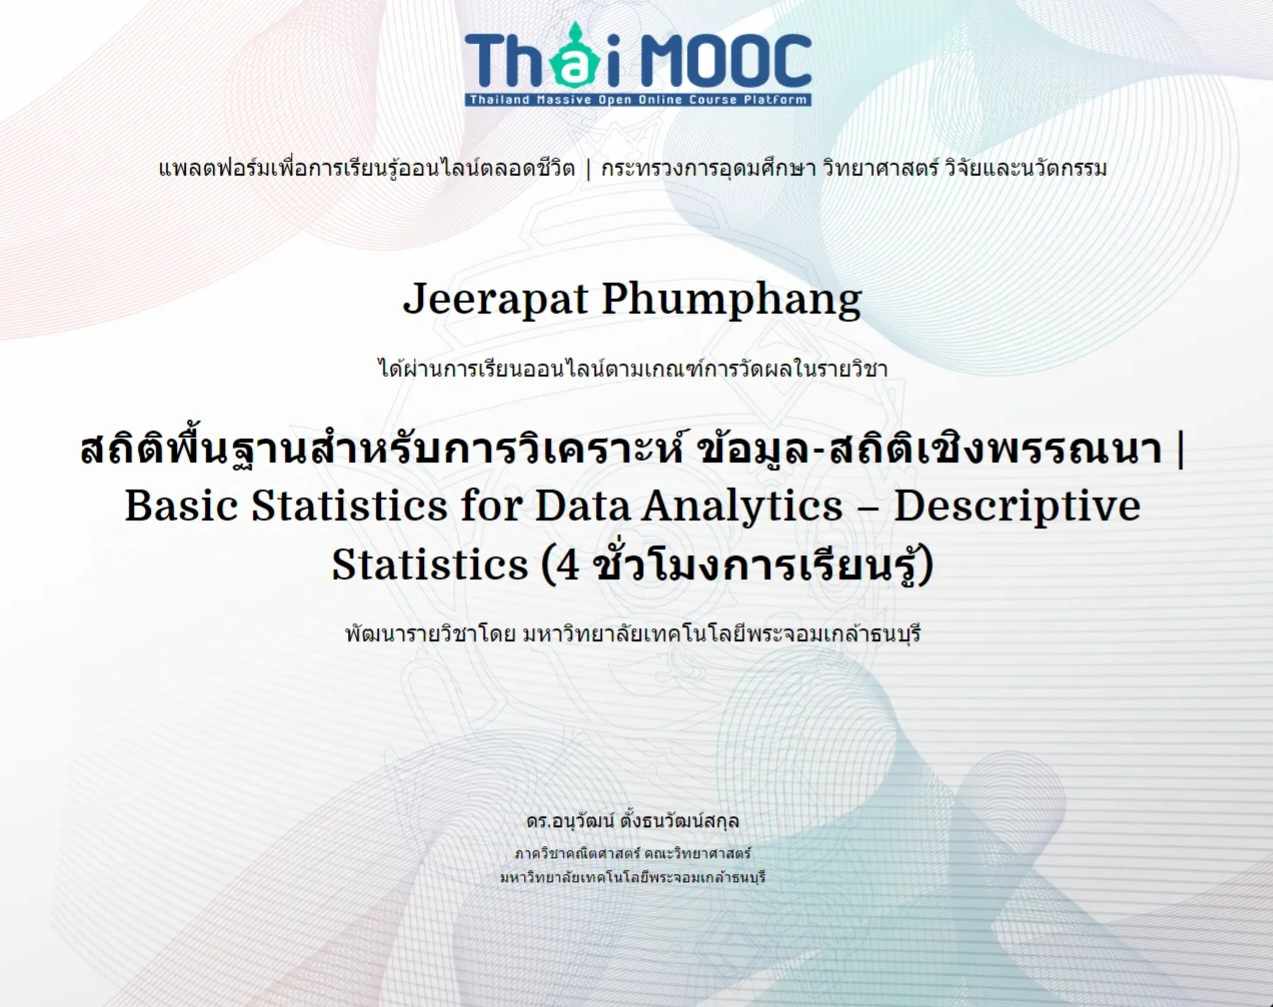 Thai MOOC
Thailand Massive Open Online Course Platform
แพลตฟอร์มเพื่อการเรียนรู้ออนไลน์ตลอดชีวิต | กระทรวงการอุดมศึกษา วิทยาศาสตร์ วิจัยและนวัตกรรม
Jeerapat Phumphang
ได้ผ่านการเรียนออนไลน์ตามเกณฑ์การวัดผลในรายวิชา
สถิติพื้นฐานสำหรับการวิเคราะห์ ข้อมูล-สถิติเชิงพรรณนา |
Basic Statistics for Data Analytics – Descriptive
Statistics (4 ชั่วโมงการเรียนรู้)
พัฒนารายวิชาโดย มหาวิทยาลัยเทคโนโลยีพระจอมเกล้าธนบุรี
ดร.อนุวัฒน์ ตั้งธนวัฒน์สกุล
ภาควิชาคณิตศาสตร์ คณะวิทยาศาสตร์
มหาวิทยาลัยเทคโนโลยีพระจอมเกล้าธนบุรี